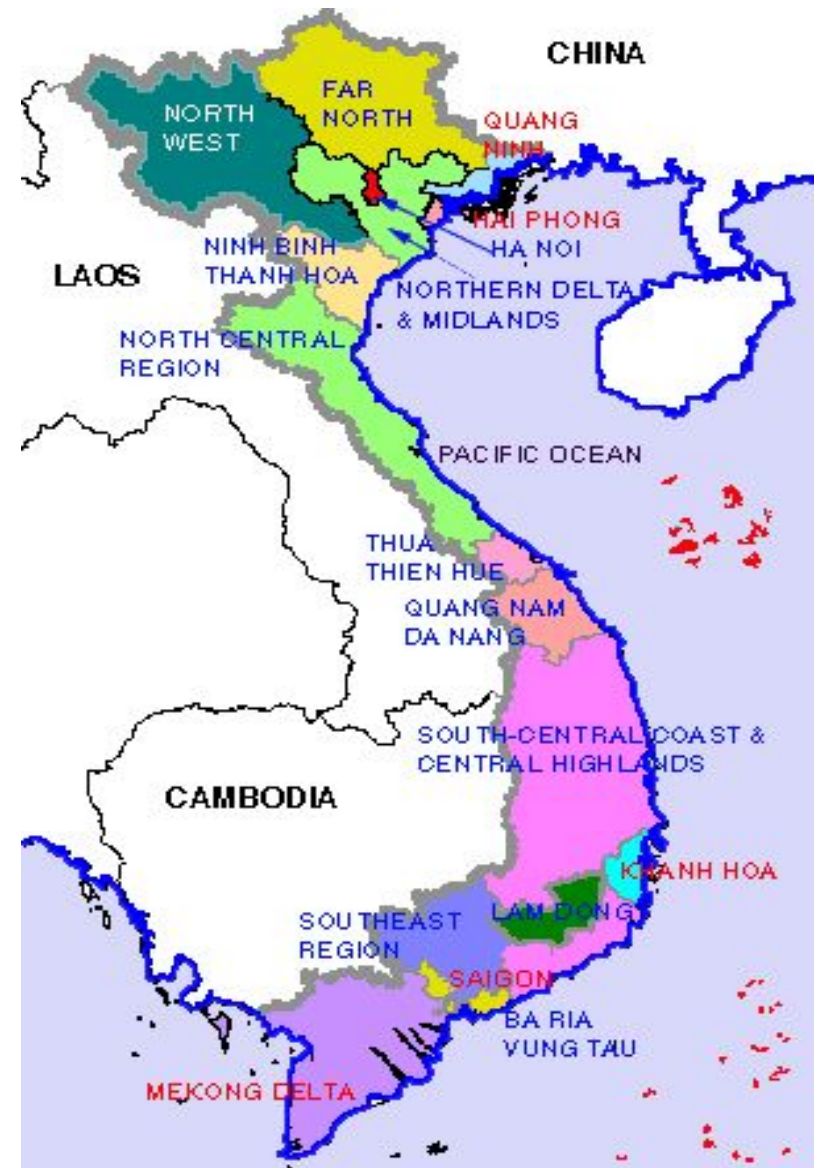 CHINA
FAR
NORTH
NORTH
WEST
QUANG
NINH
HAI PHONG
HA NOI
NINH BINH
THANH HOA
LAOS
NORTHERN DELTA
& MIDLANDS
NORTH CENTRAL
REGION
PACIFIC OCEAN
THUA
THIEN HUE
QUANG NAM
DA NANG
SOUTH-CENTRAL COAST &
CENTRAL HIGHLANDS
CAMBODIA
KHANH HOA
LAM DONG
SOUTHEAST
REGION
SAIGON
BA RIA
VUNG TAU
MEKONG DELTA